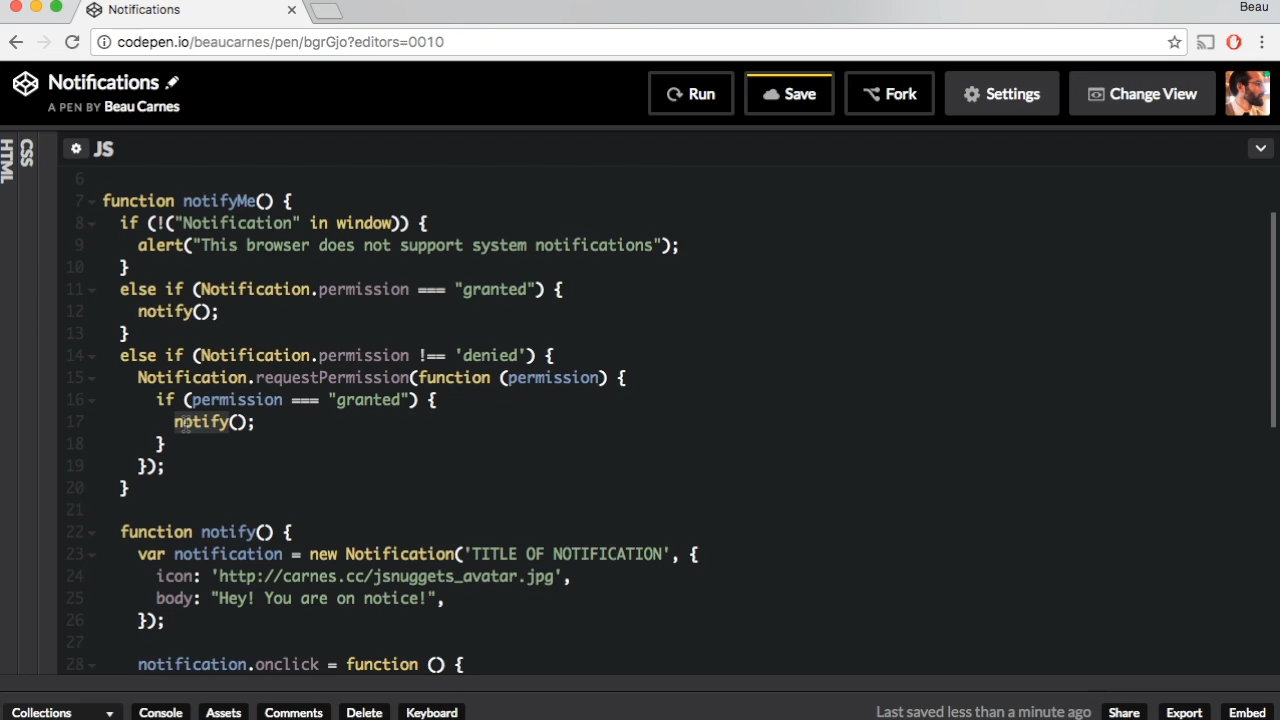 Notifications
Beau
codepen.io/beaucarnes/pen/bgrGjo?editors=0010
Notifications
A PEN BY Beau Carnes
Run
Save
Fork
Settings
Change View
HTML
CSS
JS
6
7 function notifyMe() {
8 if (!("Notification" in window)) {
9 alert("This browser does not support system notifications");
10 }
11 else if (Notification.permission === "granted") {
12 notify();
13 }
14 else if (Notification.permission !== 'denied') {
15 Notification.requestPermission(function (permission) {
16 if (permission === "granted") {
17 notify();
18 }
19 });
20 }
21
22 function notify() {
23 var notification = new Notification('TITLE OF NOTIFICATION', {
24 icon: 'http://carnes.cc/jsnuggets_avatar.jpg',
25 body: "Hey! You are on notice!",
26 });
27
28 notification.onclick = function () {
Collections
Console
Assets
Comments
Delete
Keyboard
Last saved less than a minute ago
Share
Export
Embed